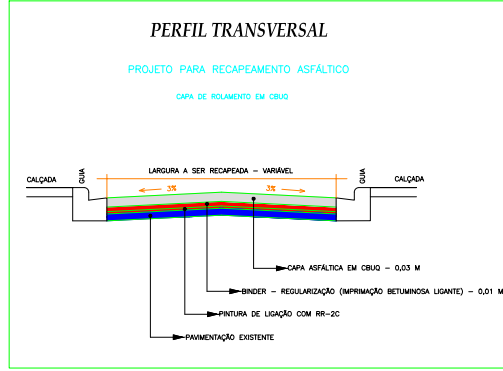 PERFIL TRANSVERSAL
PROJETO PARA RECAPEAMENTO ASFÁLTICO
CAPA DE ROLAMENTO EM CBUQ
LARGURA A SER RECAPEADA - VARIÁVEL
CALÇADA GUIA 3% 3% GUIA CALÇADA
CAPA ASFÁLTICA EM CBUQ - 0,03 M
BINDER - REGULARIZAÇÃO (IMPRIMAÇÃO BETUMINOSA LIGANTE) - 0,01 M
PINTURA DE LIGAÇÃO COM RR-2C
PAVIMENTAÇÃO EXISTENTE